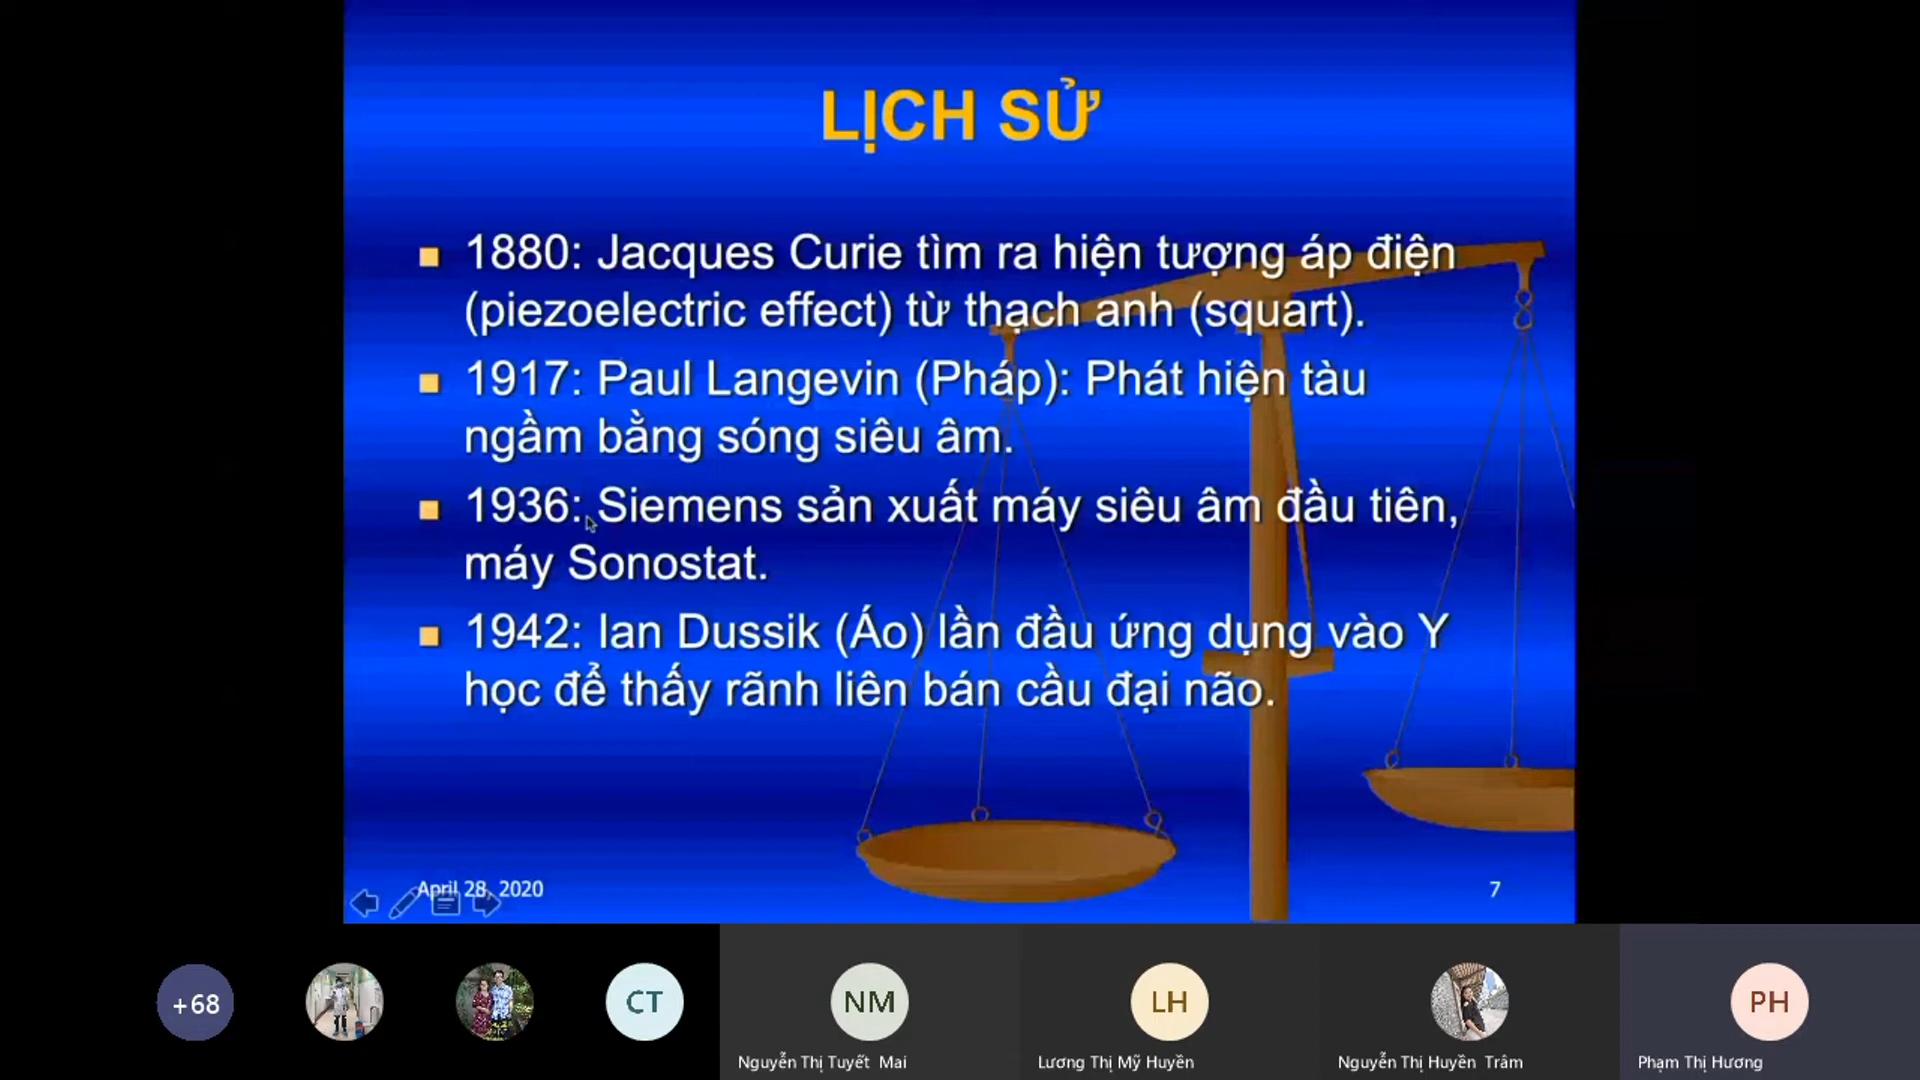 LỊCH SỬ
1880: Jacques Curie tìm ra hiện tượng áp điện
(piezoelectric effect) từ thạch anh (squart).
1917: Paul Langevin (Pháp): Phát hiện tàu
ngầm bằng sóng siêu âm.
1936: Siemens sản xuất máy siêu âm đầu tiên,
máy Sonostat.
1942: Ian Dussik (Áo) lần đầu ứng dụng vào Y
học để thấy rãnh liên bán cầu đại não.
April 28, 2020
7
+68
CT
NM
LH
PH
Nguyễn Thị Tuyết Mai
Lương Thị Mỹ Huyền
Nguyễn Thị Huyền Trâm
Phạm Thị Hương